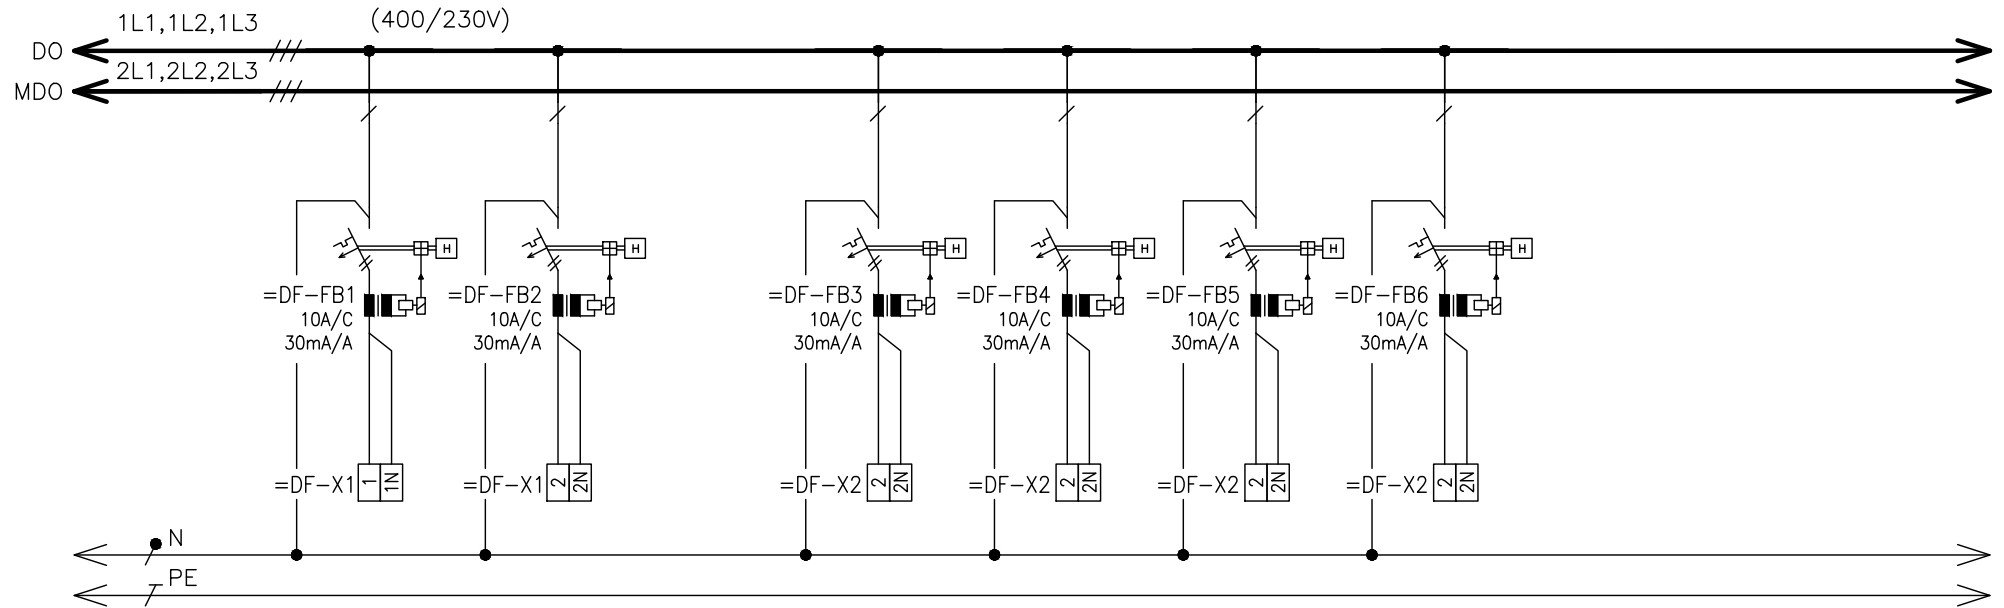 1L1,1L2,1L3 (400/230V)
DO
2L1,2L2,2L3
MDO
H H H H H H
=DF-FB1 =DF-FB2 =DF-FB3 =DF-FB4 =DF-FB5 =DF-FB6
10A/C 10A/C 10A/C 10A/C 10A/C 10A/C
30mA/A 30mA/A 30mA/A 30mA/A 30mA/A 30mA/A
=DF-X1 1 1N =DF-X1 2 2N =DF-X2 2 2N =DF-X2 2 2N =DF-X2 2 2N =DF-X2 2 2N
N
PE